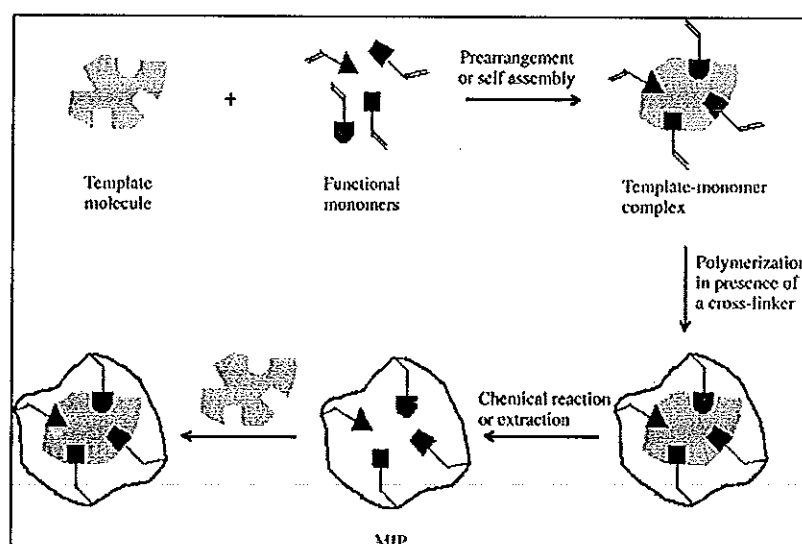 Prearrangement
or self assembly
+
Template
molecule
Functional
monomers
Template-monomer
complex
Polymerization
in presence of
a cross-linker
Chemical reaction
or extraction
MIP